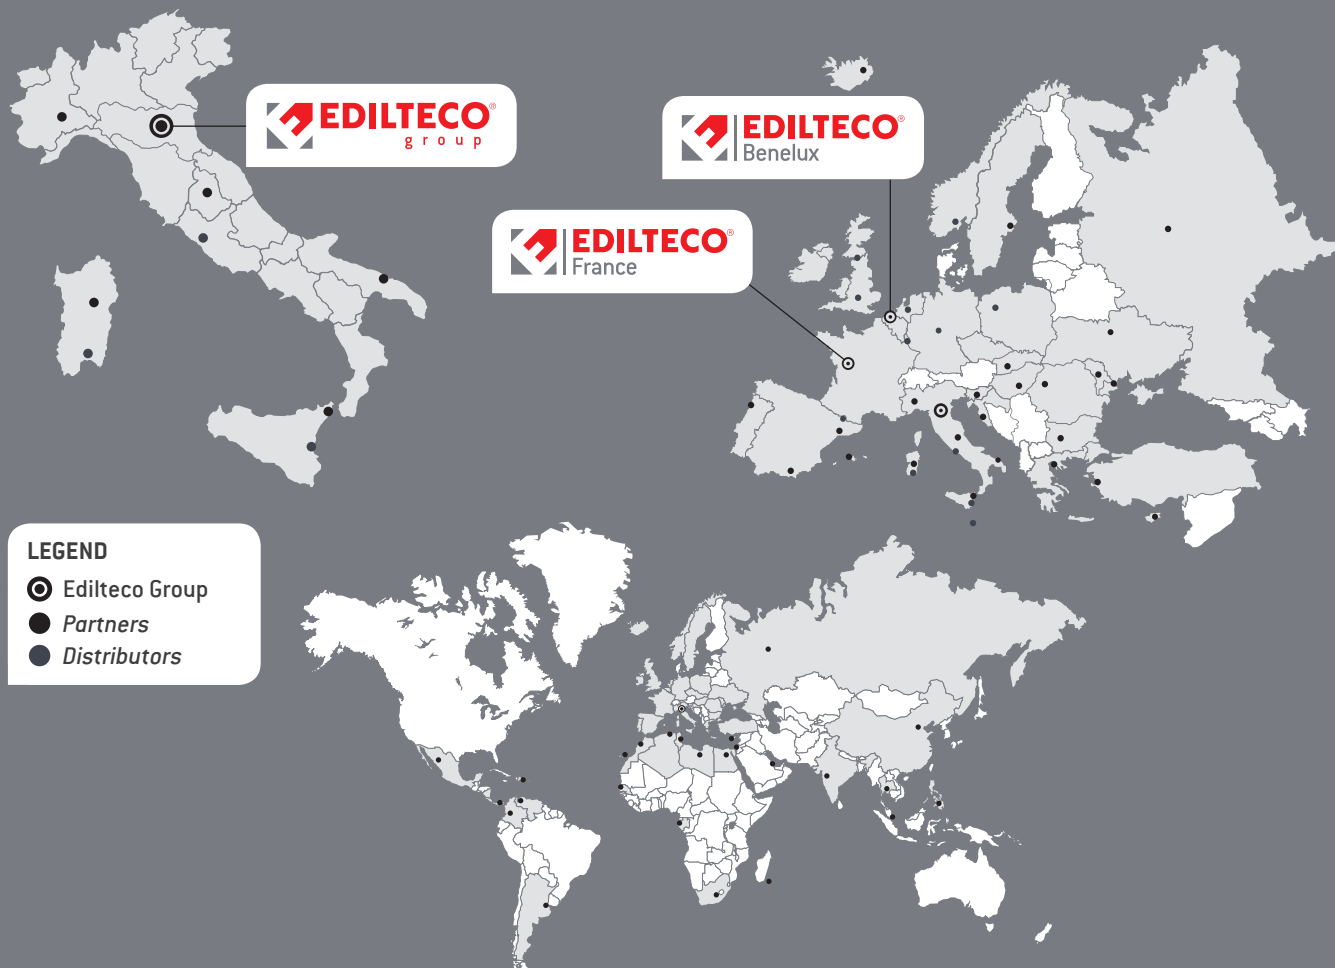 EDILTECO®
group
EDILTECO®
Benelux
EDILTECO®
France
LEGEND
Edilteco Group
Partners
Distributors